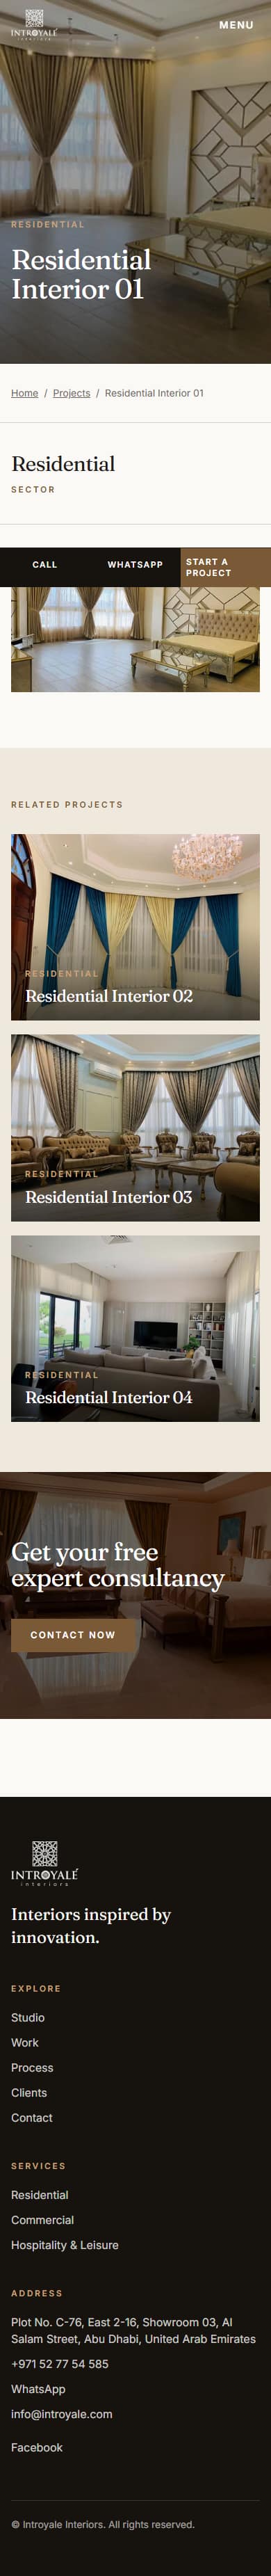 INTROYALÉ
interiors
MENU
RESIDENTIAL
Residential
Interior 01
Home / Projects / Residential Interior 01
Residential
SECTOR
CALL
WHATSAPP
START A
PROJECT
RELATED PROJECTS
RESIDENTIAL
Residential Interior 02
RESIDENTIAL
Residential Interior 03
RESIDENTIAL
Residential Interior 04
Get your free
expert consultancy
CONTACT NOW
INTROYALÉ
interiors
Interiors inspired by
innovation.
EXPLORE
Studio
Work
Process
Clients
Contact
SERVICES
Residential
Commercial
Hospitality & Leisure
ADDRESS
Plot No. C-76, East 2-16, Showroom 03, Al
Salam Street, Abu Dhabi, United Arab Emirates
+971 52 77 54 585
WhatsApp
info@introyale.com
Facebook
© Introyale Interiors. All rights reserved.